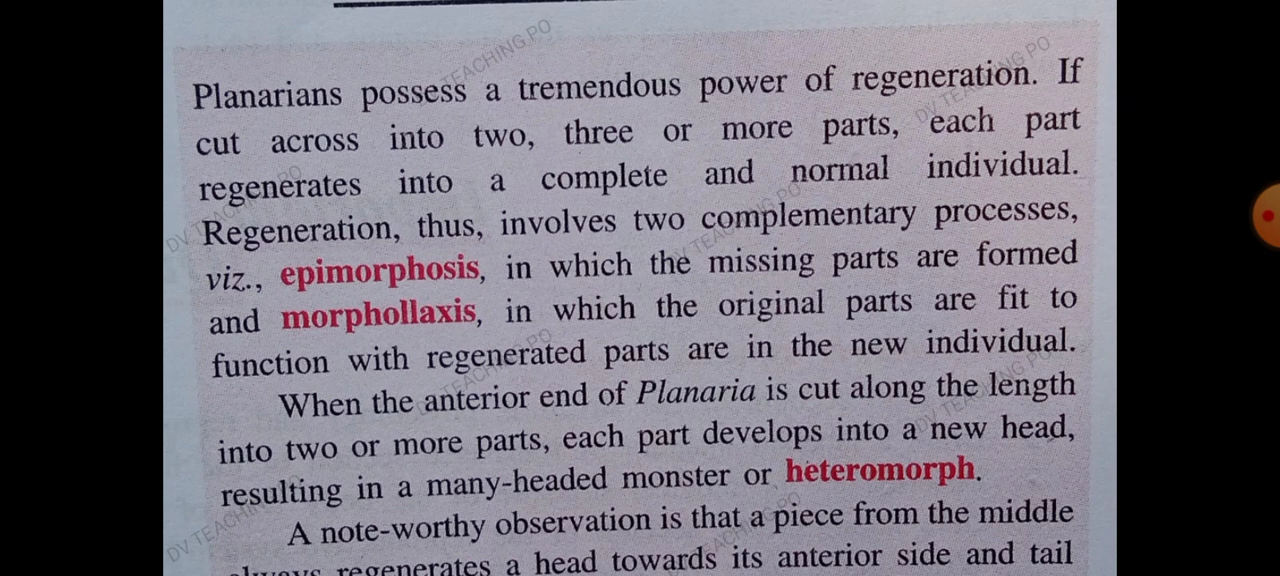 Planarians possess a tremendous power of regeneration. If
cut across into two, three or more parts, each part
regenerates into a complete and normal individual.
Regeneration, thus, involves two complementary processes,
viz., epimorphosis, in which the missing parts are formed
and morphollaxis, in which the original parts are fit to
function with regenerated parts are in the new individual.
When the anterior end of Planaria is cut along the length
into two or more parts, each part develops into a new head,
resulting in a many-headed monster or heteromorph.
A note-worthy observation is that a piece from the middle
always regenerates a head towards its anterior side and tail